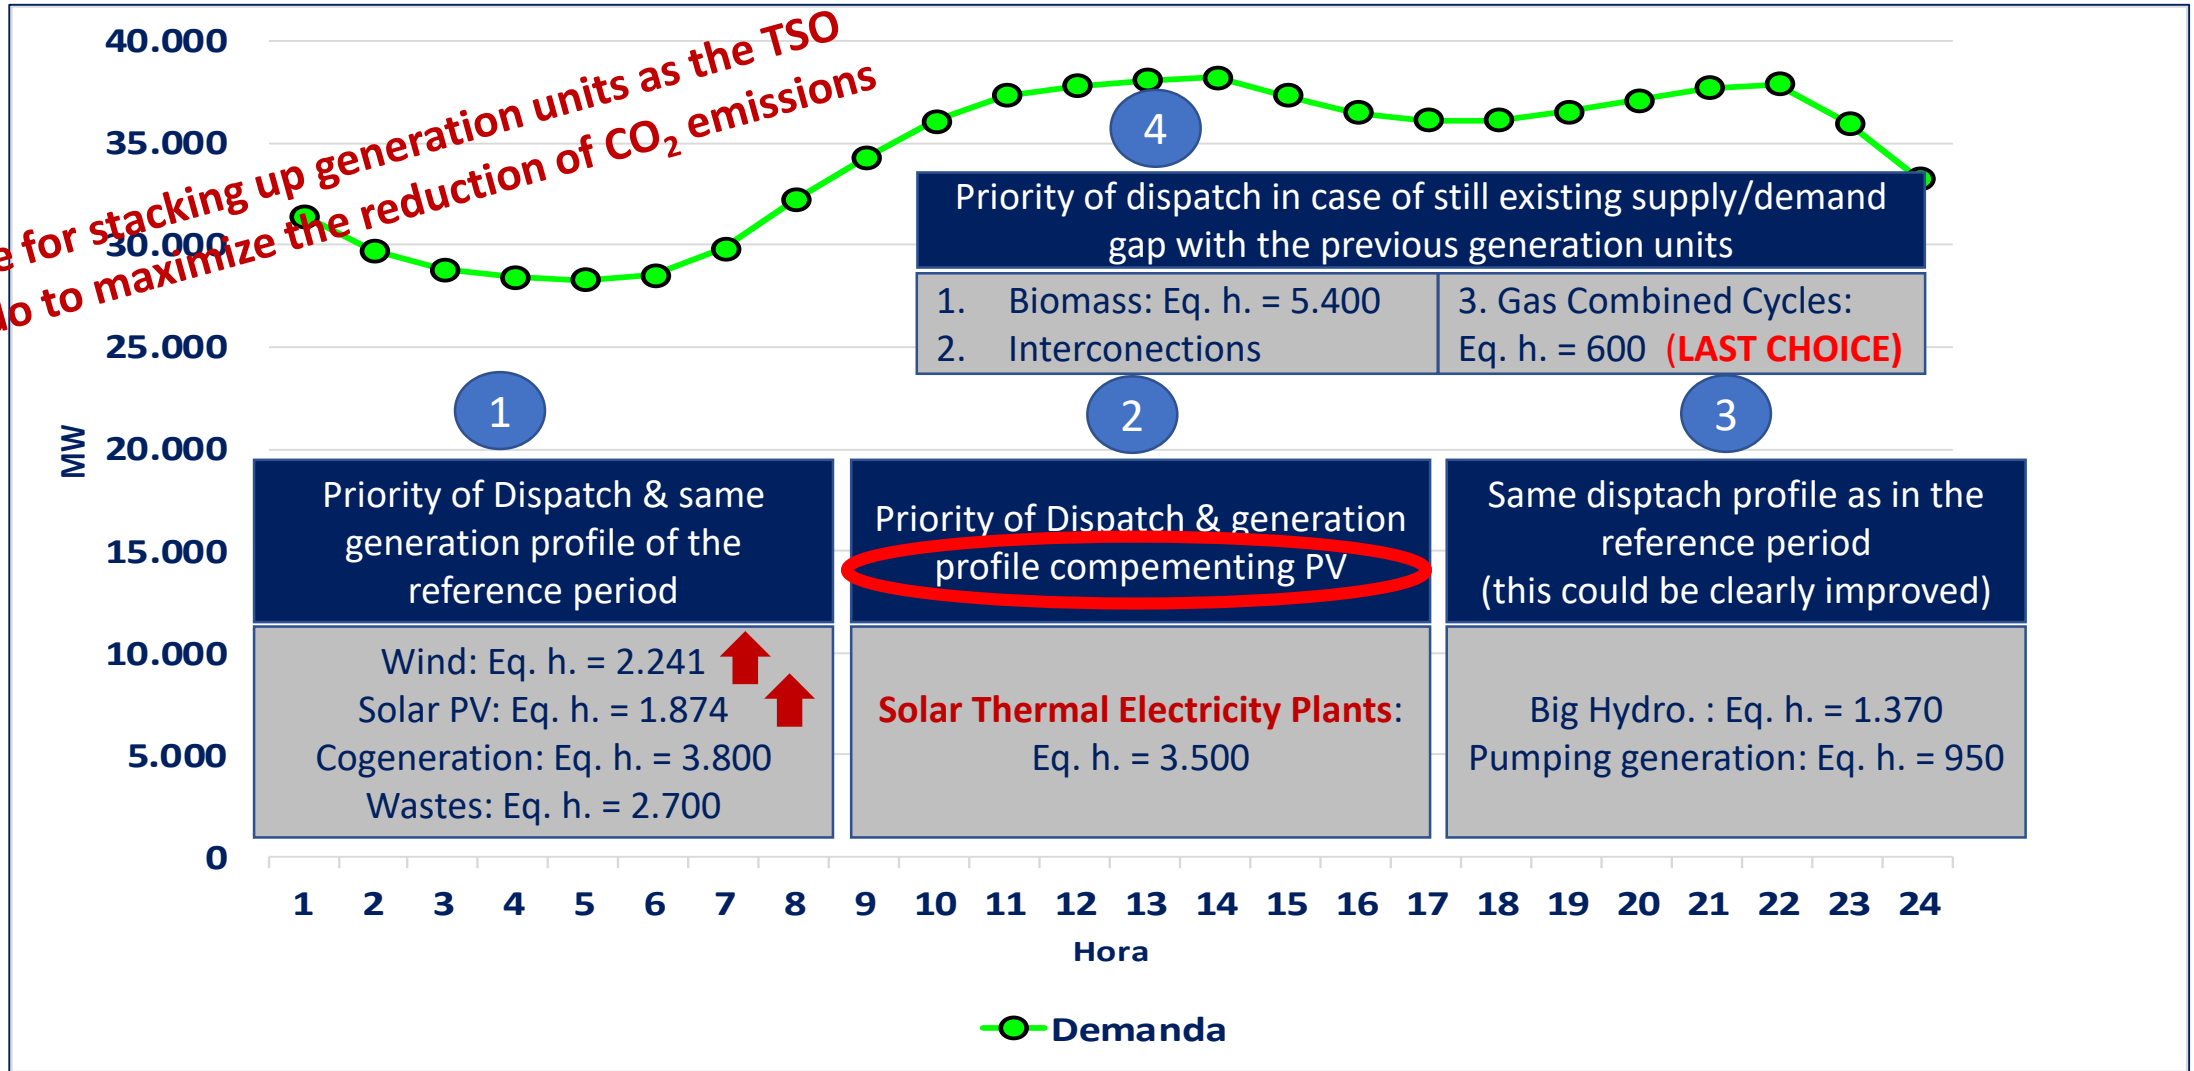 e for stacking up generation units as the TSO
do to maximize the reduction of CO₂ emissions
40.000
35.000
30.000
25.000
20.000
15.000
10.000
5.000
0
MW
4
Priority of dispatch in case of still existing supply/demand
gap with the previous generation units
1. Biomass: Eq. h. = 5.400
2. Interconections
3. Gas Combined Cycles:
Eq. h. = 600 (LAST CHOICE)
1
Priority of Dispatch & same
generation profile of the
reference period
Wind: Eq. h. = 2.241
Solar PV: Eq. h. = 1.874
Cogeneration: Eq. h. = 3.800
Wastes: Eq. h. = 2.700
2
Priority of Dispatch & generation
profile compementing PV
Solar Thermal Electricity Plants:
Eq. h. = 3.500
3
Same disptach profile as in the
reference period
(this could be clearly improved)
Big Hydro. : Eq. h. = 1.370
Pumping generation: Eq. h. = 950
1 2 3 4 5 6 7 8 9 10 11 12 13 14 15 16 17 18 19 20 21 22 23 24
Hora
Demanda